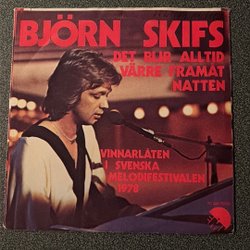 BJÖRN SKIFS
DET BLIR ALLTID
VÄRRE FRAMÅT
NATTEN
VINNARLÅTEN
I SVENSKA
MELODIFESTIVALEN
1978